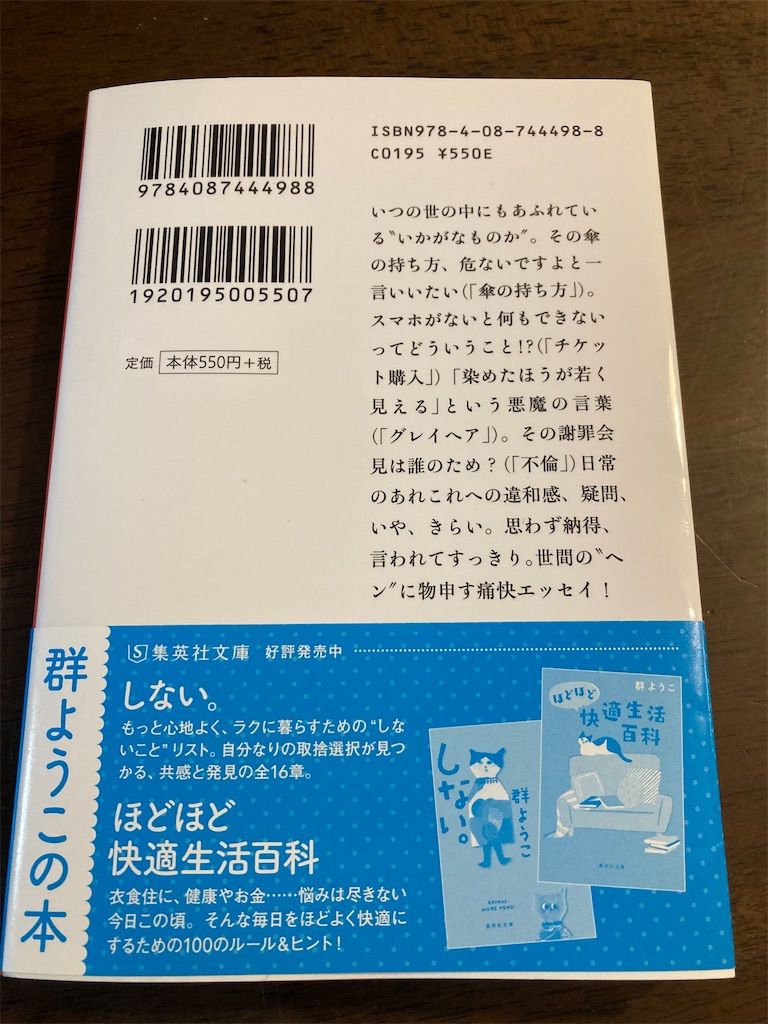 9784087444988
1920195005507
定価 本体550円+税
ISBN978-4-08-744498-8
C0195 ¥550E
いつの世の中にもあふれてい
る〝いかがなものか〟。その傘
の持ち方、危ないですよと一
言いいたい(「傘の持ち方」)。
スマホがないと何もできない
ってどういうこと!?(「チケッ
ト購入」)「染めたほうが若く
見える」という悪魔の言葉
(「グレイヘア」)。その謝罪会
見は誰のため?(「不倫」)日常
のあれこれへの違和感、疑問、
いや、きらい。思わず納得、
言われてすっきり。世間の〝ヘ
ン〟に物申す痛快エッセイ!
群ようこの本
S 集英社文庫 好評発売中
しない。
もっと心地よく、ラクに暮らすための“しな
いこと”リスト。自分なりの取捨選択が見つ
かる、共感と発見の全16章。
ほどほど
快適生活百科
衣食住に、健康やお金……悩みは尽きない
今日この頃。そんな毎日をほどよく快適に
するための100のルール&ヒント!
しない。
群ようこ
SHINAI
MURE YOKO
集英社文庫
群ようこ
ほどほど
快適生活
百科
集英社文庫